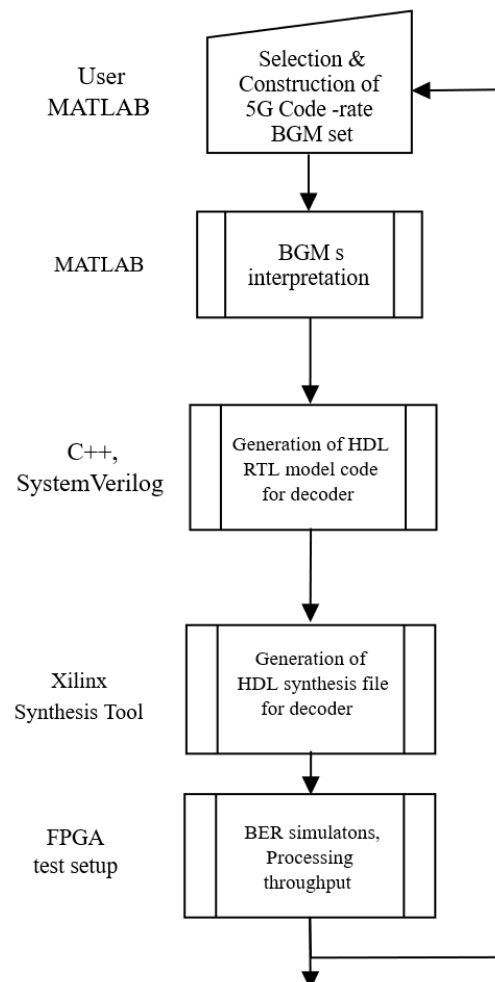 User
MATLAB
Selection &
Construction of
5G Code -rate
BGM set
MATLAB
BGM s
interpretation
C++,
SystemVerilog
Generation of HDL
RTL model code
for decoder
Xilinx
Synthesis Tool
Generation of
HDL synthesis file
for decoder
FPGA
test setup
BER simulatons,
Processing
throughput